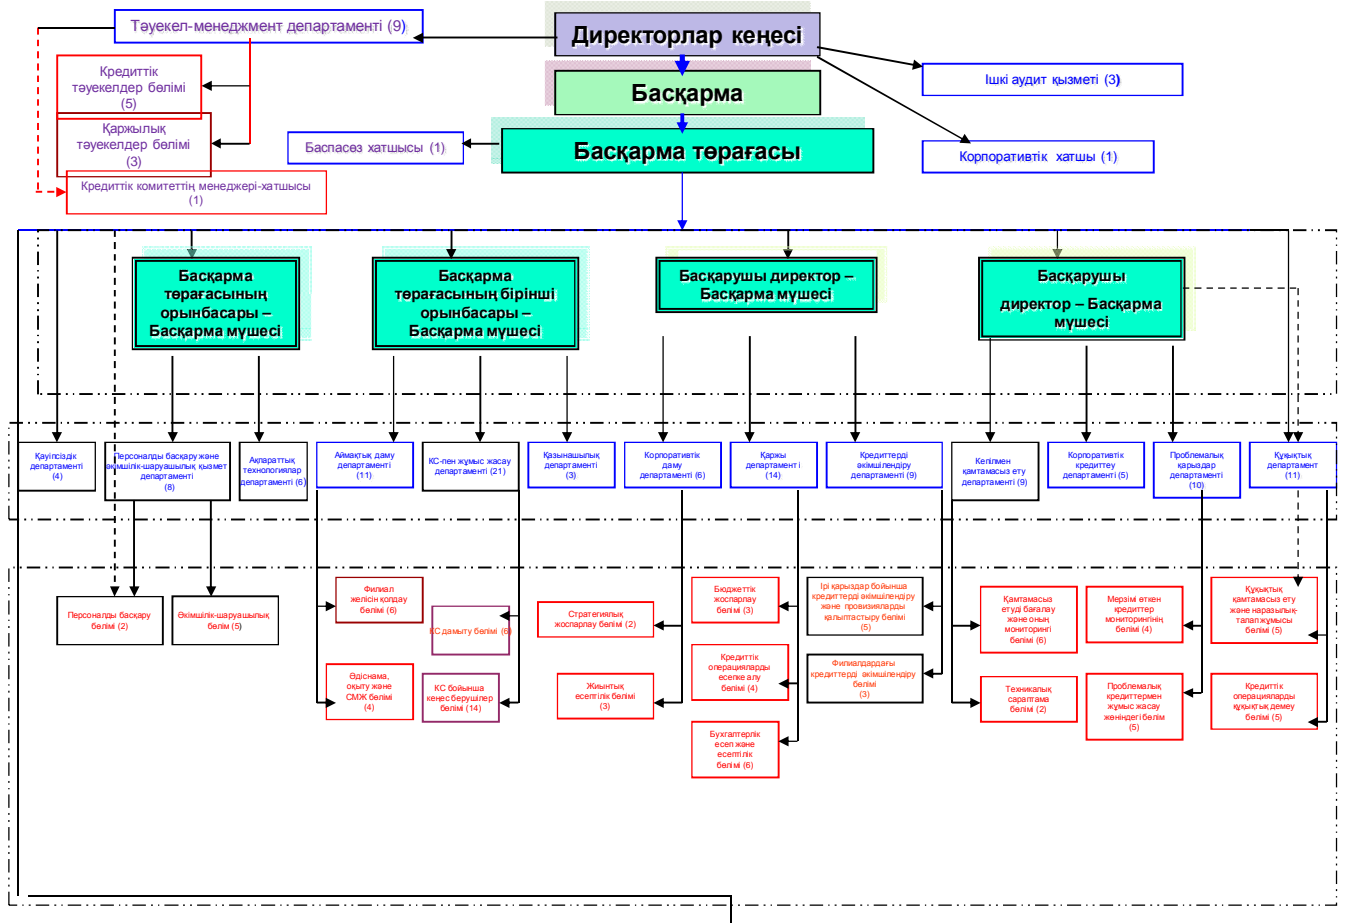 Тәуекел-менеджмент департаменті (9)
Директорлар кеңесі
Кредиттік
тәуекелдер бөлімі
(5)
Ішкі аудит қызметі (3)
Басқарма
Қаржылық
тәуекелдер бөлімі
(3)
Баспасөз хатшысы (1)
Басқарма төрағасы
Корпоративтік хатшы (1)
Кредиттік комитеттің менеджері-хатшысы
(1)
Басқарма
төрағасының
орынбасары –
Басқарма мүшесі
Басқарма
төрағасының бірінші
орынбасары –
Басқарма мүшесі
Басқарушы директор –
Басқарма мүшесі
Басқарушы
директор – Басқарма
мүшесі
Қауіпсіздік
департаменті
(4)
Персоналды басқару және
әкімшілік-шаруашылық қызмет
департаменті
(8)
Ақпараттық
технологиялар
департаменті (6)
Аймақтық даму
департаменті
(11)
КС-пен жұмыс жасау
департаменті (21)
Қазынашылық
департаменті
(3)
Корпоративтік
даму
департаменті (6)
Қаржы
департамент і
(14)
Кредиттерді
әкімшілендіру
департаменті (9)
Кепілмен
қамтамасыз ету
департаменті (9)
Корпоративтік
кредиттеу
департаменті (5)
Проблемалық
қарыздар
департаменті
(10)
Құқықтық
департамент
(11)
Персоналды басқару
бөлімі (2)
Әкімшілік-шаруашылық
бөлім (5)
Филиал
желісін қолдау
бөлімі (6)
Әдіснама,
оқыту және
СМЖ бөлімі
(4)
КС дамыту бөлімі (6)
КС бойынша
кеңес берушілер
бөлімі (14)
Стратегиялық
жоспарлау бөлімі (2)
Жиынтық
есептілік бөлімі
(3)
Бюджеттік
жоспарлау
бөлімі (3)
Кредиттік
операцияларды
есепке алу
бөлімі (4)
Бухгалтерлік
есеп және
есептілік
бөлімі (6)
Ірі қарыздар бойынша
кредиттерді әкімшілендіру
және провизияларды
қалыптастыру бөлімі
(5)
Филиалдардағы
кредиттерді әкімшілендіру
бөлімі
(3)
Қамтамасыз
етуді бағалау
және оның
мониторингі
бөлімі (6)
Техникалық
сараптама
бөлімі (2)
Мерзімі өткен
кредиттер
мониторингінің
бөлімі (4)
Проблемалық
кредиттермен
жұмыс жасау
жөніндегі бөлім
(5)
Құқықтық
қамтамасыз ету
және наразылық-
талап жұмысы
бөлімі (5)
Кредиттік
операцияларды
құқықтық демеу
бөлімі (5)